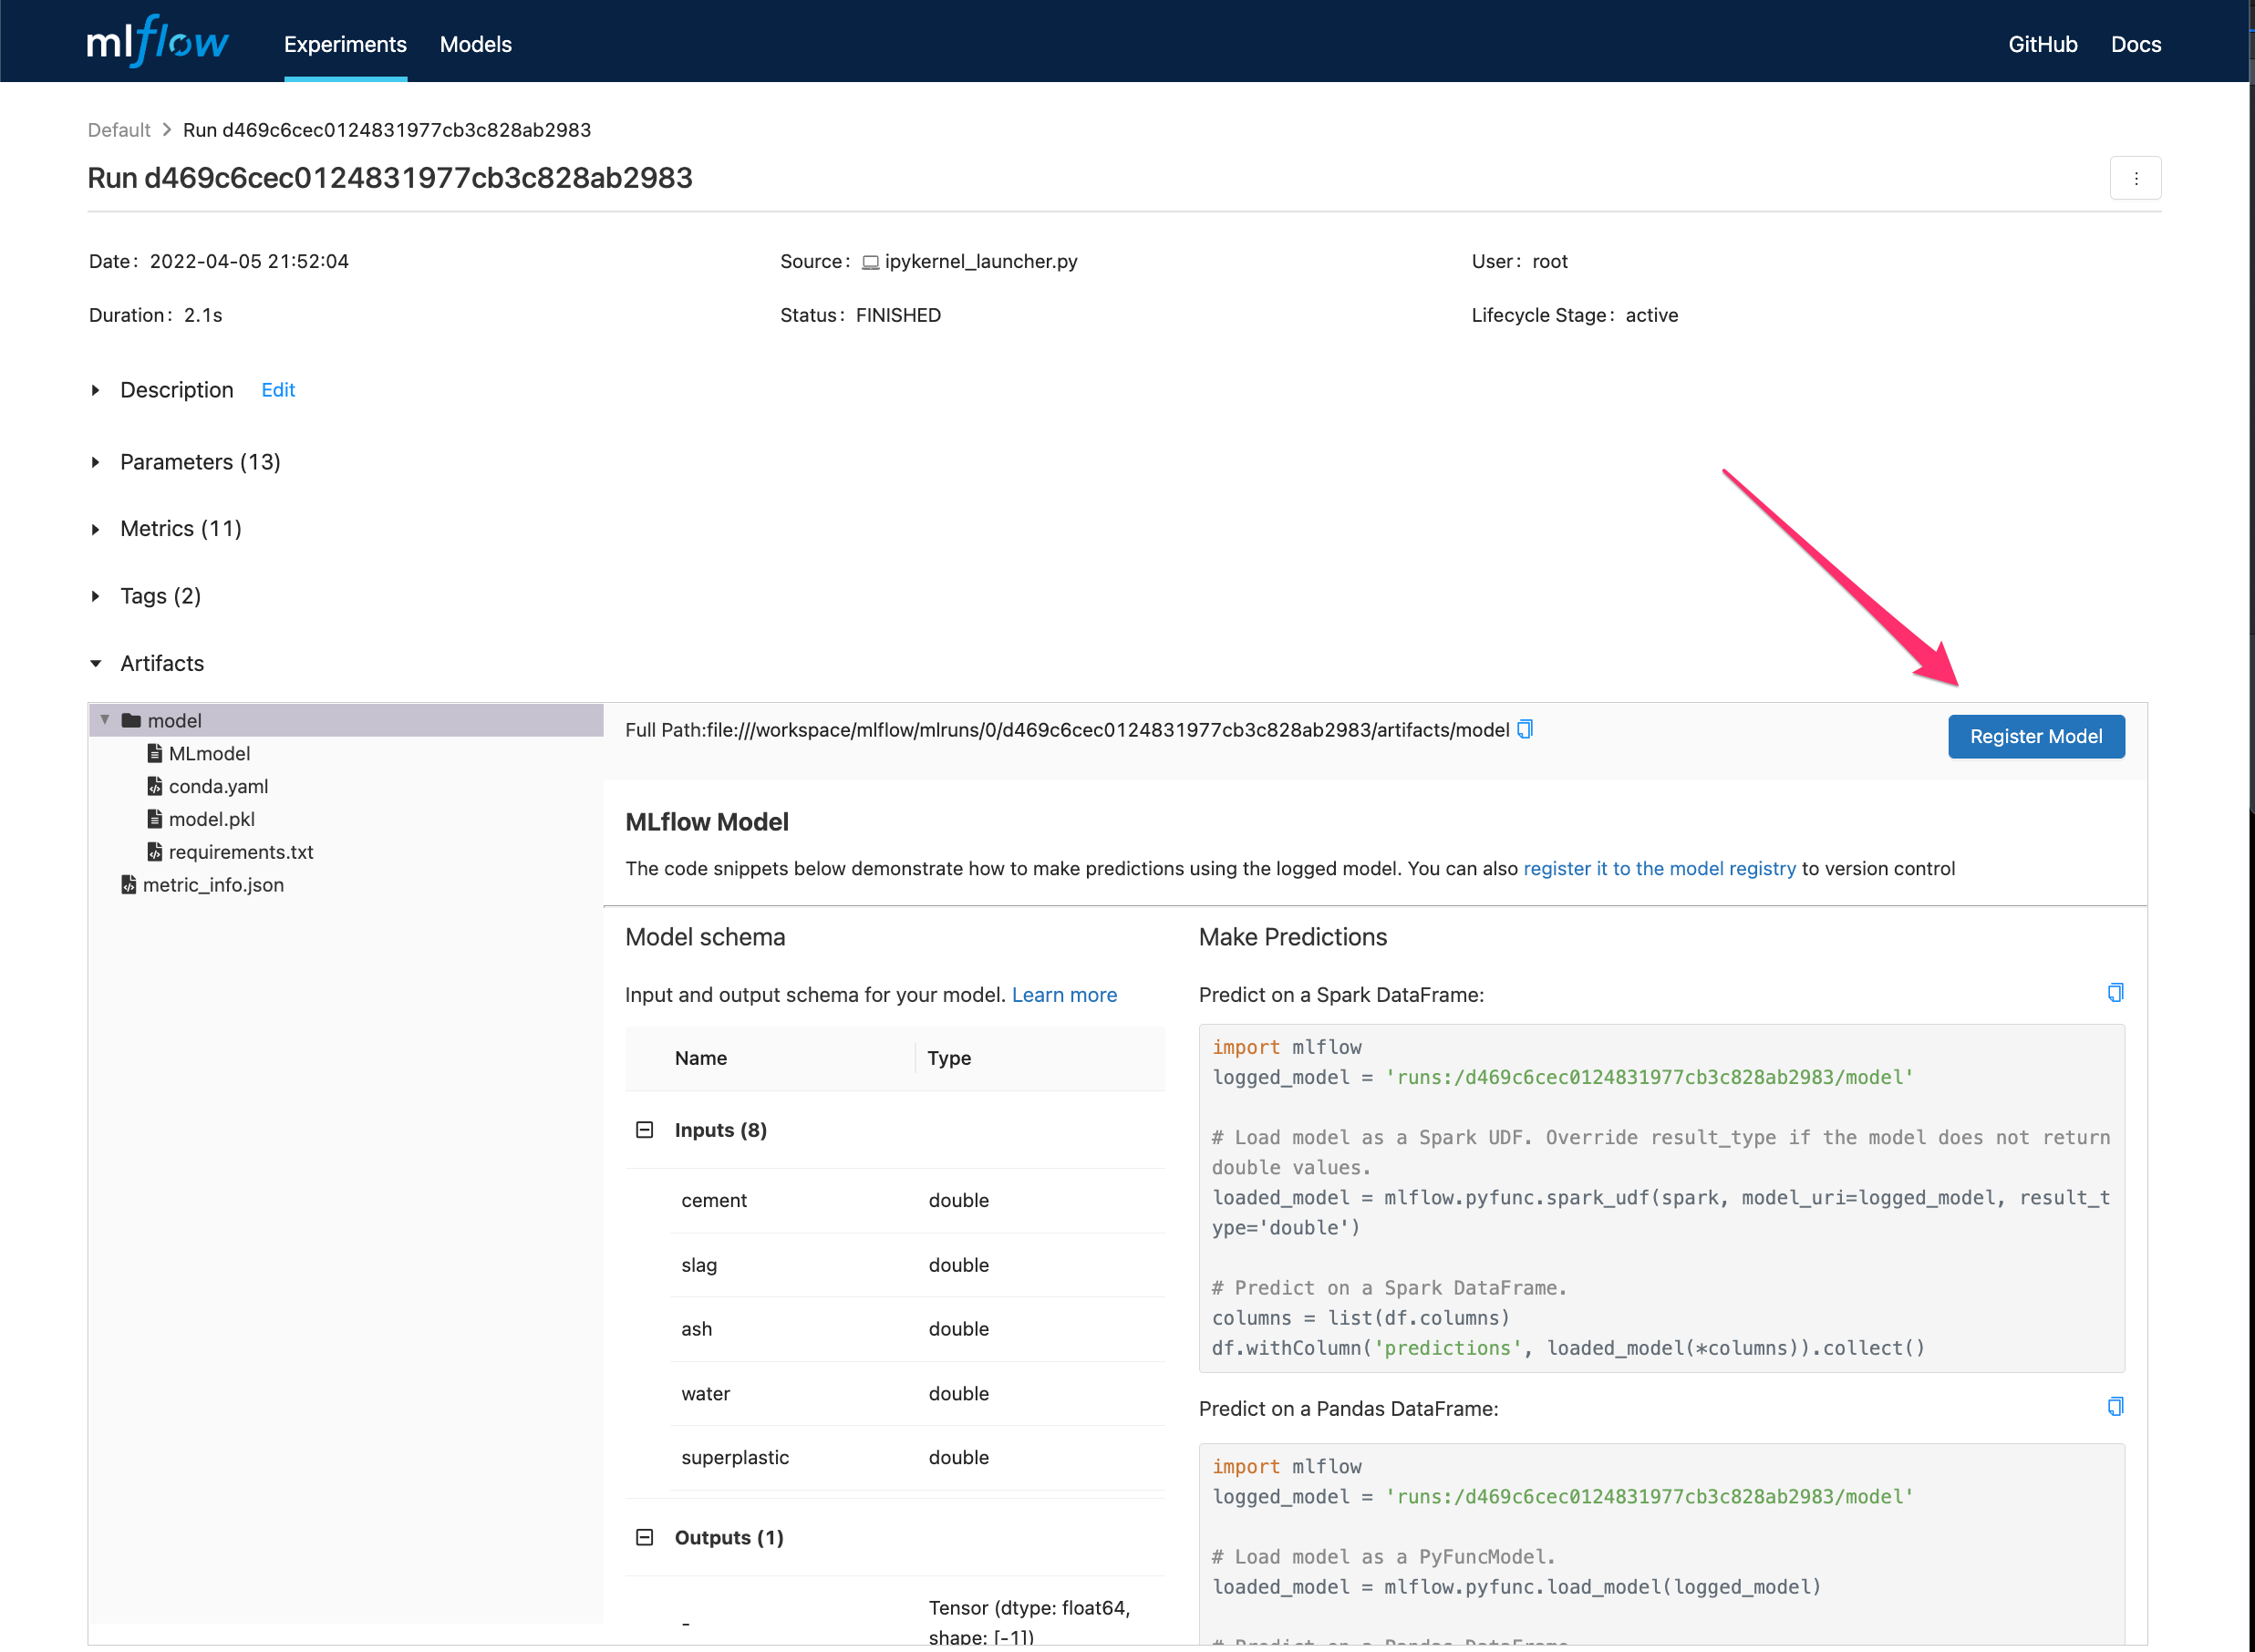 mlflow Experiments Models GitHub Docs
Default > Run d469c6cec0124831977cb3c828ab2983
Run d469c6cec0124831977cb3c828ab2983
Date: 2022-04-05 21:52:04 Source: ipykernel_launcher.py User: root
Duration: 2.1s Status: FINISHED Lifecycle Stage: active
Description Edit
Parameters (13)
Metrics (11)
Tags (2)
Artifacts
model
MLmodel
conda.yaml
model.pkl
requirements.txt
metric_info.json
Full Path:file:///workspace/mlflow/mlruns/0/d469c6cec0124831977cb3c828ab2983/artifacts/model
Register Model
MLflow Model
The code snippets below demonstrate how to make predictions using the logged model. You can also register it to the model registry to version control
Model schema
Input and output schema for your model. Learn more
Name Type
Inputs (8)
cement double
slag double
ash double
water double
superplastic double
Outputs (1)
- Tensor (dtype: float64,
shape: [-1])
Make Predictions
Predict on a Spark DataFrame:
import mlflow
logged_model = 'runs:/d469c6cec0124831977cb3c828ab2983/model'
# Load model as a Spark UDF. Override result_type if the model does not return
double values.
loaded_model = mlflow.pyfunc.spark_udf(spark, model_uri=logged_model, result_t
ype='double')
# Predict on a Spark DataFrame.
columns = list(df.columns)
df.withColumn('predictions', loaded_model(*columns)).collect()
Predict on a Pandas DataFrame:
import mlflow
logged_model = 'runs:/d469c6cec0124831977cb3c828ab2983/model'
# Load model as a PyFuncModel.
loaded_model = mlflow.pyfunc.load_model(logged_model)
# Predict on a Pandas DataFrame